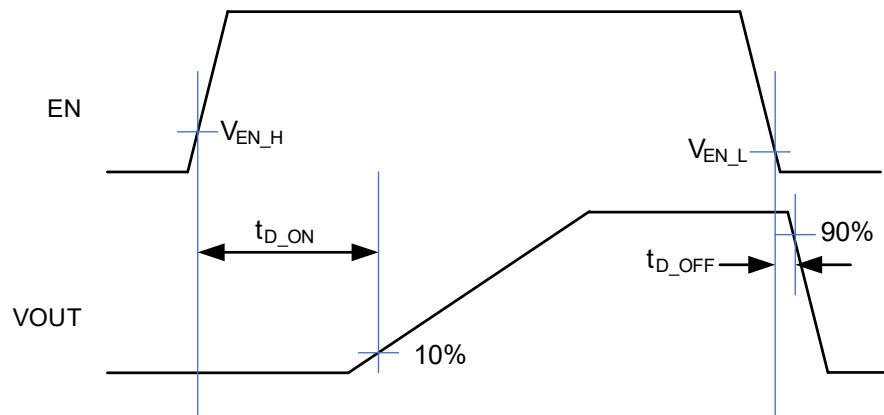 EN
V_EN_H
V_EN_L
t_D_ON
90%
t_D_OFF
VOUT
10%